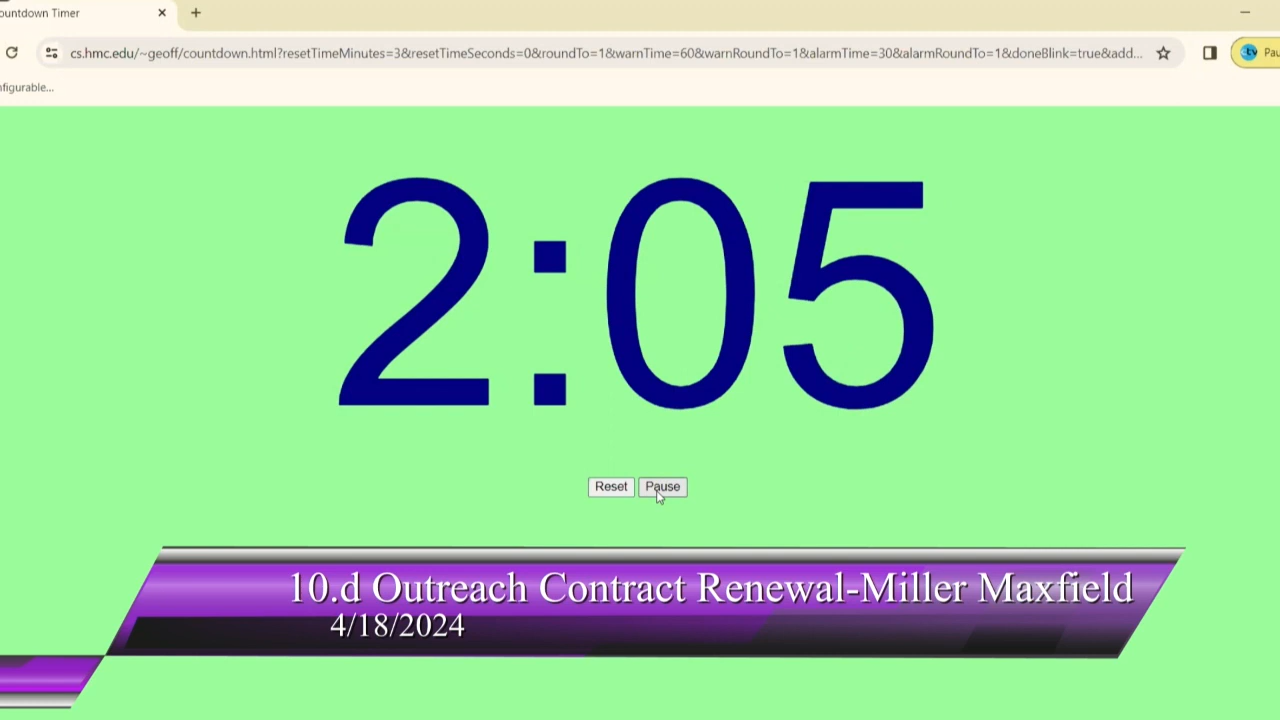 ountdown Timer
cs.hmc.edu/~geoff/countdown.html?resetTimeMinutes=3&resetTimeSeconds=0&roundTo=1&warnTime=60&warnRoundTo=1&alarmTime=30&alarmRoundTo=1&doneBlink=true&add...
tv Pau
nfigurable...
2:05
Reset Pause
10.d Outreach Contract Renewal-Miller Maxfield
4/18/2024